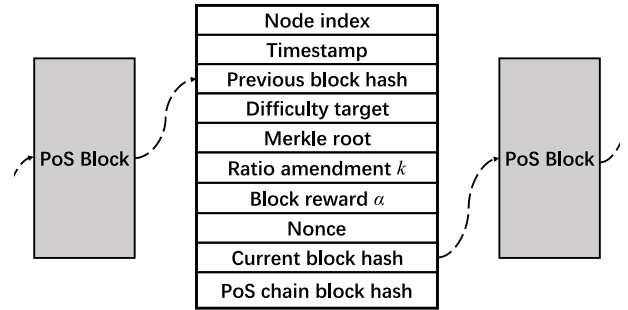 PoS Block
Node index
Timestamp
Previous block hash
Difficulty target
Merkle root
Ratio amendment k
Block reward α
Nonce
Current block hash
PoS chain block hash
PoS Block